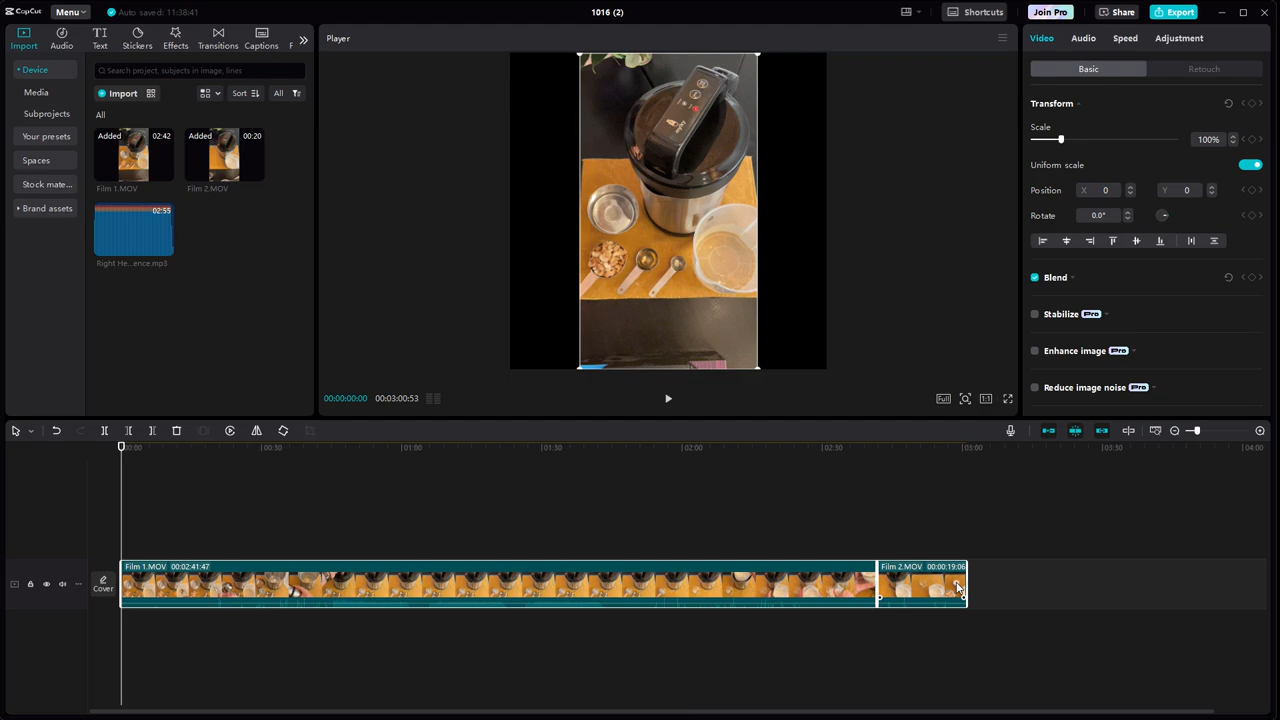 CapCut
Menu
Auto saved: 11:38:41
1016 (2)
Shortcuts
Join Pro
Share
Export
Import
Audio
Text
Stickers
Effects
Transitions
Captions
F
Device
Media
Subprojects
Your presets
Spaces
Stock mate...
Brand assets
Search project, subjects in image, lines
Import
Sort
All
All
Added
02:42
Film 1.MOV
Added
00:20
Film 2.MOV
02:55
Right He...ence.mp3
Player
00:00:00:00
00:03:00:53
Full
1:1
Video
Audio
Speed
Adjustment
Basic
Retouch
Transform
Scale
100%
Uniform scale
Position
X 0
Y 0
Rotate
0.0°
Blend
Stabilize Pro
Enhance image Pro
Reduce image noise Pro
00:00
00:30
01:00
01:30
02:00
02:30
03:00
03:30
04:00
Cover
Film 1.MOV 00:02:41:47
Film 2.MOV 00:00:19:06